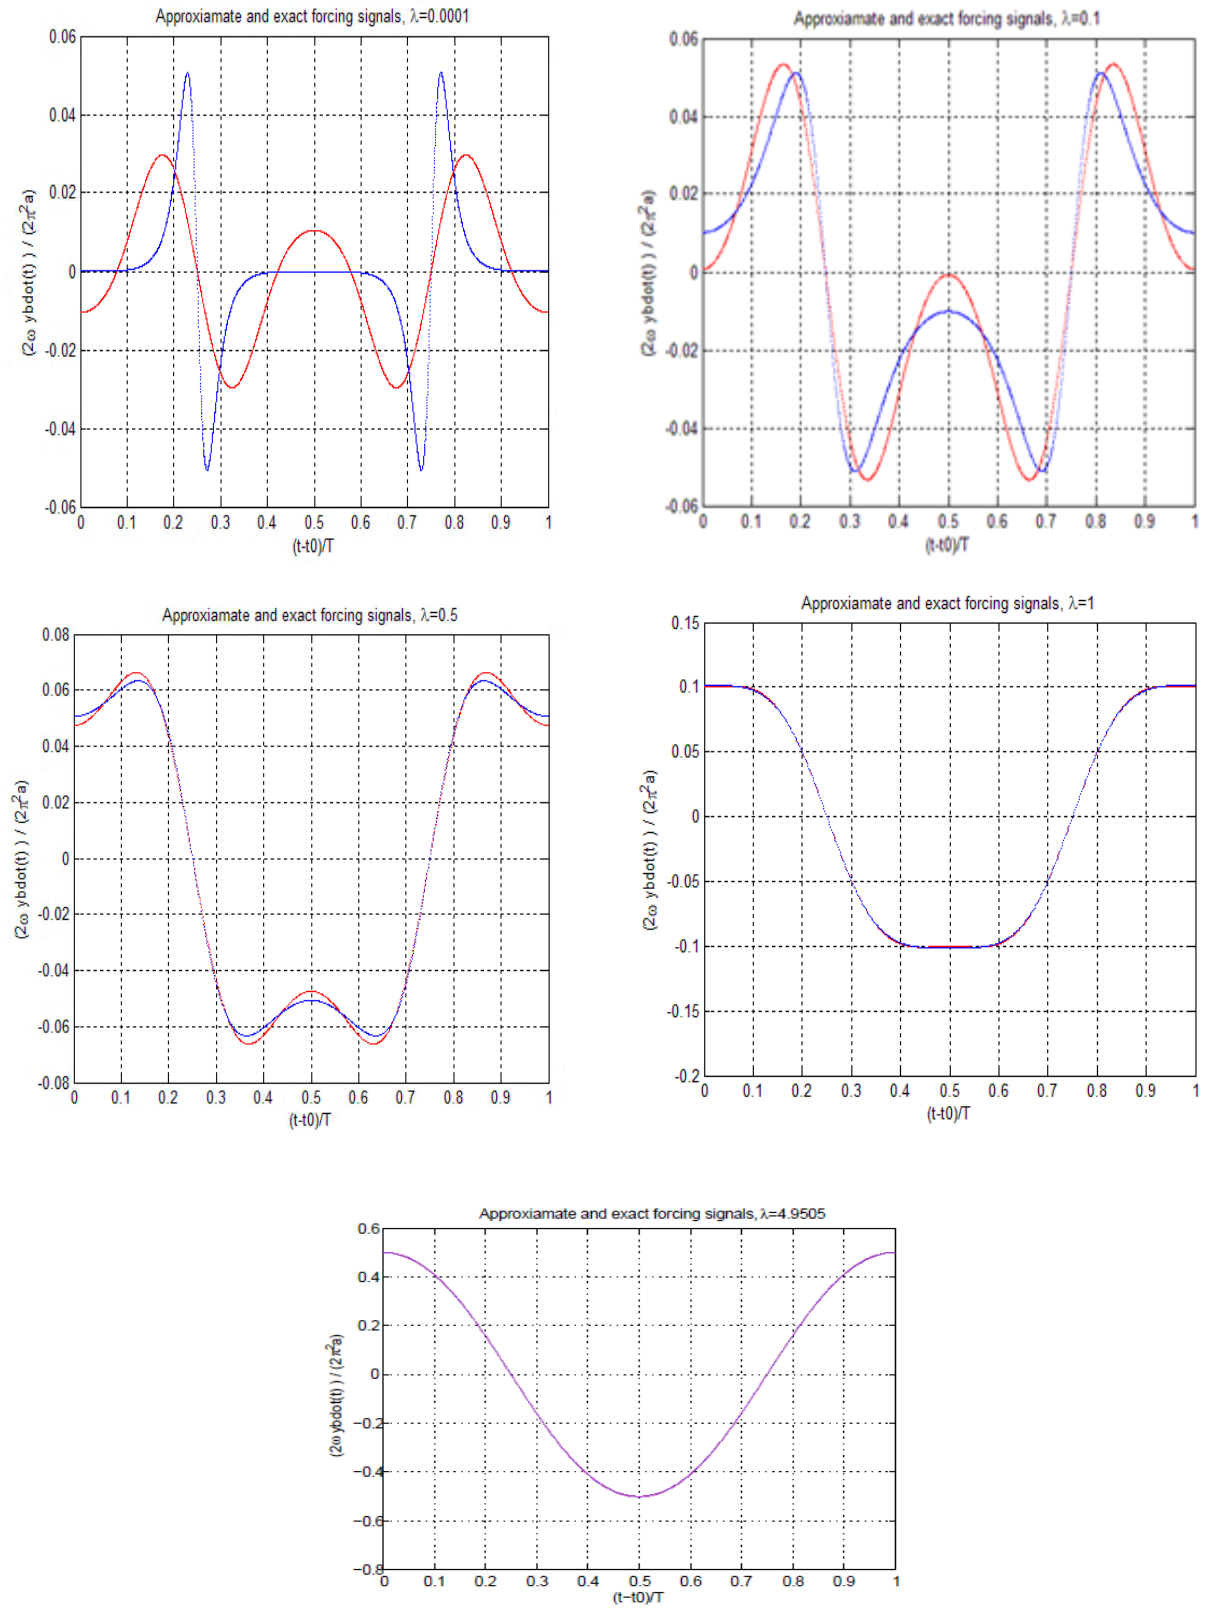 Approxiamate and exact forcing signals, λ=0.0001
0.06
0.04
0.02
0
-0.02
-0.04
-0.06
(2ω ybdot(t) ) / (2π²a)
0 0.1 0.2 0.3 0.4 0.5 0.6 0.7 0.8 0.9 1
(t-t0)/T
Approxiamate and exact forcing signals, λ=0.1
0.06
0.04
0.02
0
-0.02
-0.04
-0.06
(2ω ybdot(t) ) / (2π²a)
0 0.1 0.2 0.3 0.4 0.5 0.6 0.7 0.8 0.9 1
(t-t0)/T
Approxiamate and exact forcing signals, λ=0.5
0.08
0.06
0.04
0.02
0
-0.02
-0.04
-0.06
-0.08
(2ω ybdot(t) ) / (2π²a)
0 0.1 0.2 0.3 0.4 0.5 0.6 0.7 0.8 0.9 1
(t-t0)/T
Approxiamate and exact forcing signals, λ=1
0.15
0.1
0.05
0
-0.05
-0.1
-0.15
-0.2
(2ω ybdot(t) ) / (2π²a)
0 0.1 0.2 0.3 0.4 0.5 0.6 0.7 0.8 0.9 1
(t-t0)/T
Approxiamate and exact forcing signals, λ=4.9505
0.6
0.4
0.2
0
−0.2
−0.4
−0.6
−0.8
(2ω ybdot(t) ) / (2π²a)
0 0.1 0.2 0.3 0.4 0.5 0.6 0.7 0.8 0.9 1
(t−t0)/T